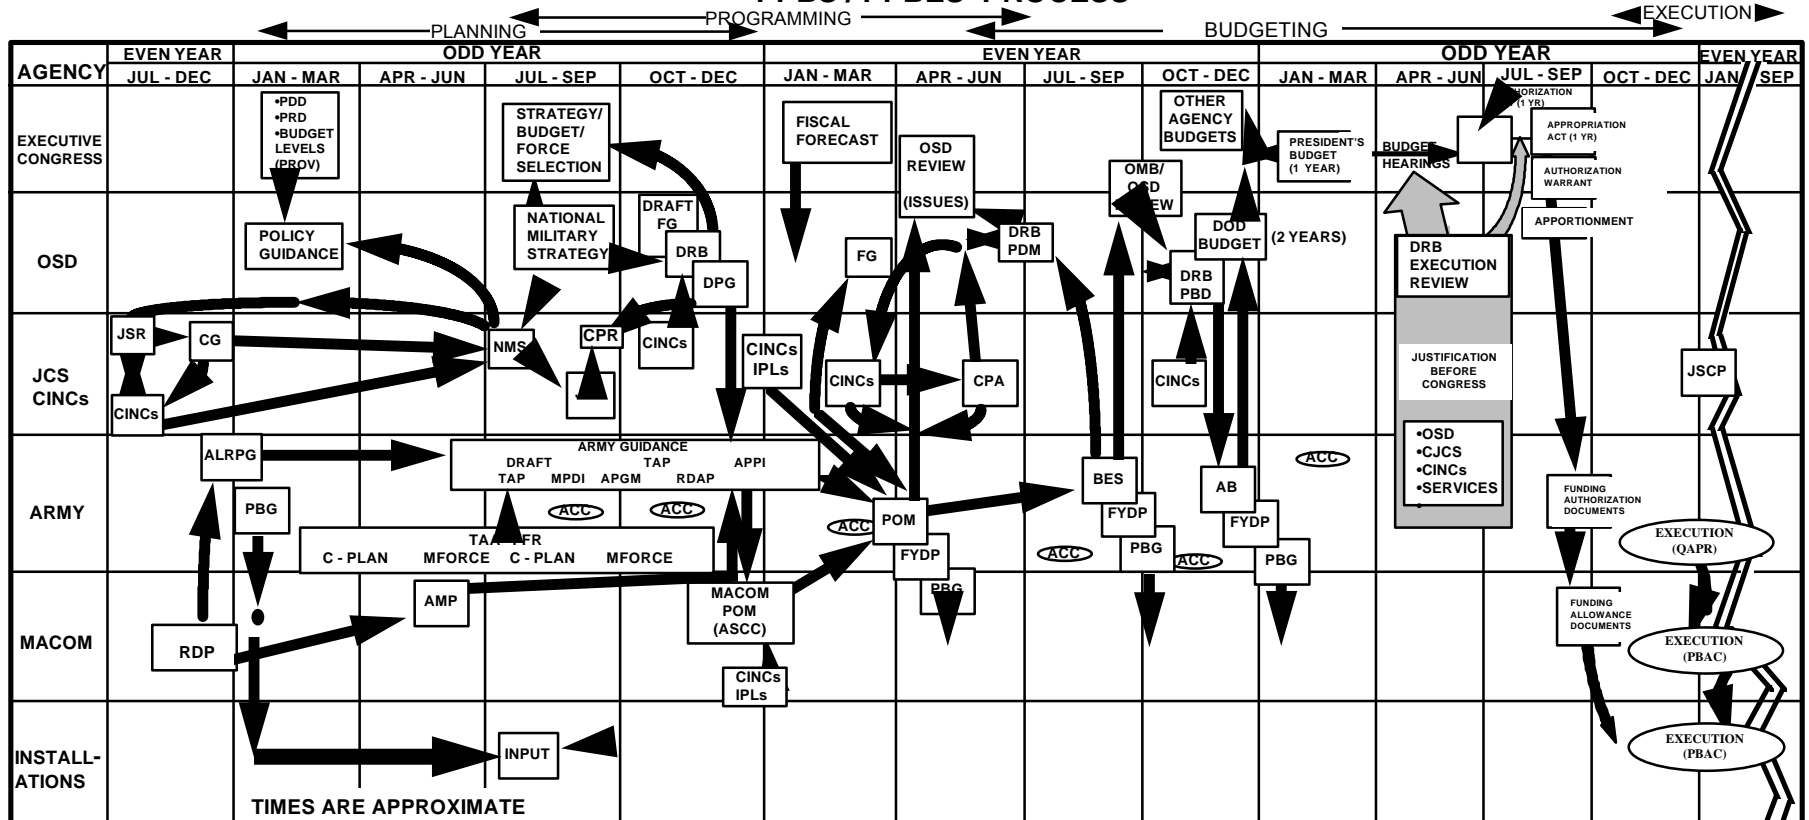 PPBS / PPBES PROCESS
PLANNING
PROGRAMMING
BUDGETING
EXECUTION
AGENCY
EVEN YEAR
ODD YEAR
EVEN YEAR
ODD YEAR
EVEN YEAR
JUL - DEC
JAN - MAR
APR - JUN
JUL - SEP
OCT - DEC
JAN - MAR
APR - JUN
JUL - SEP
OCT - DEC
JAN - MAR
APR - JUN
JUL - SEP
OCT - DEC
JAN
SEP
EXECUTIVE
CONGRESS
•PDD
•PRD
•BUDGET
LEVELS
(PROV)
STRATEGY/
BUDGET/
FORCE
SELECTION
FISCAL
FORECAST
OSD
REVIEW
(ISSUES)
OTHER
AGENCY
BUDGETS
OMB/
OSD
PRESIDENT'S
BUDGET
(1 YEAR)
BUDGET
HEARINGS
(1 YR)
APPROPRIATION
ACT (1 YR)
AUTHORIZATION
WARRANT
APPORTIONMENT
OSD
POLICY
GUIDANCE
NATIONAL
MILITARY
STRATEGY
DRAFT
FG
DRB
DPG
FG
DRB
PDM
DRB
PBD
DOD
BUDGET
(2 YEARS)
DRB
EXECUTION
REVIEW
JCS
CINCs
JSR
CG
CINCs
NMS
CPR
CINCs
CINCs
IPLs
CINCs
CPA
CINCs
JUSTIFICATION
BEFORE
CONGRESS
•OSD
•CJCS
•CINCs
•SERVICES
•
JSCP
ARMY
ALRPG
PBG
ARMY GUIDANCE
DRAFT TAP APPI
TAP MPDI APGM RDAP
ACC
ACC
C - PLAN MFORCE C - PLAN MFORCE
ACC
POM
FYDP
PBG
ACC
BES
FYDP
PBG
ACC
AB
FYDP
PBG
ACC
FUNDING
AUTHORIZATION
DOCUMENTS
EXECUTION
(QAPR)
MACOM
RDP
AMP
MACOM
POM
(ASCC)
CINCs
IPLs
FUNDING
ALLOWANCE
DOCUMENTS
EXECUTION
(PBAC)
INSTALL-
ATIONS
INPUT
EXECUTION
(PBAC)
TIMES ARE APPROXIMATE